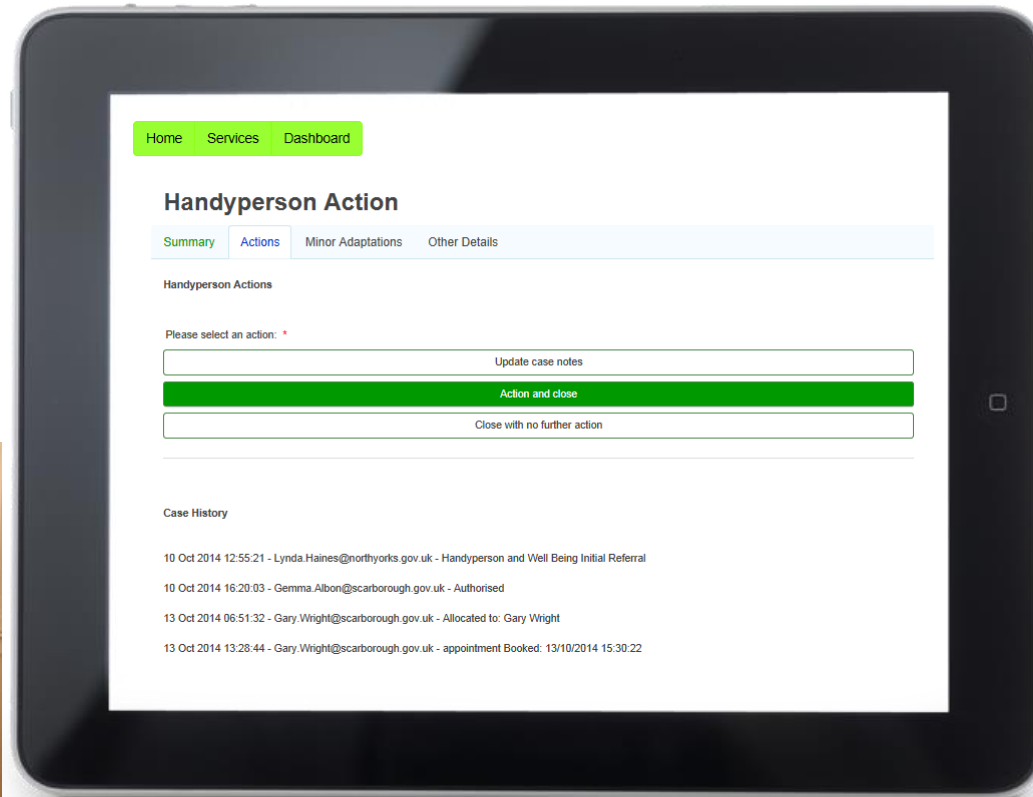 Home Services Dashboard
Handyperson Action
Summary Actions Minor Adaptations Other Details
Handyperson Actions
Please select an action: *
Update case notes
Action and close
Close with no further action
Case History
10 Oct 2014 12:55:21 - Lynda.Haines@northyorks.gov.uk - Handyperson and Well Being Initial Referral
10 Oct 2014 16:20:03 - Gemma.Albon@scarborough.gov.uk - Authorised
13 Oct 2014 06:51:32 - Gary.Wright@scarborough.gov.uk - Allocated to: Gary Wright
13 Oct 2014 13:28:44 - Gary.Wright@scarborough.gov.uk - appointment Booked: 13/10/2014 15:30:22